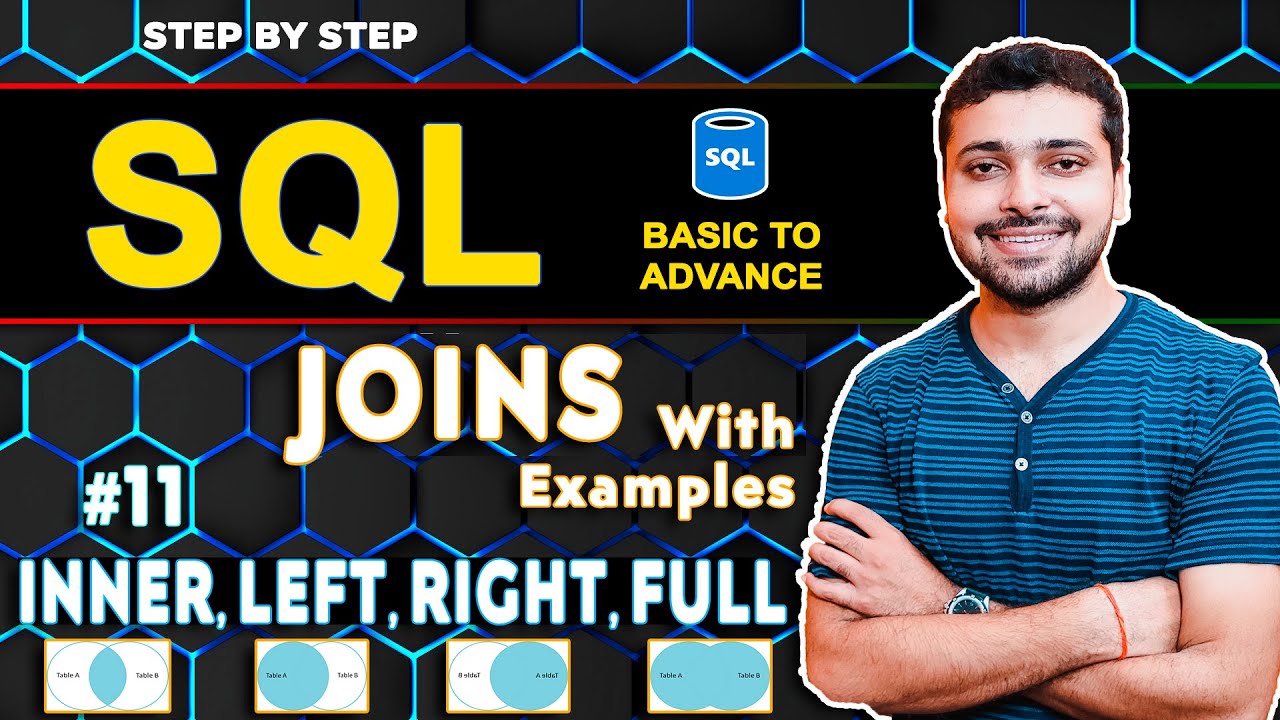 STEP BY STEP
SQL
SQL
BASIC TO
ADVANCE
JOINS With
Examples
#11
INNER, LEFT, RIGHT, FULL
Table A Table B
Table A Table B
Table B Table A
Table A Table B